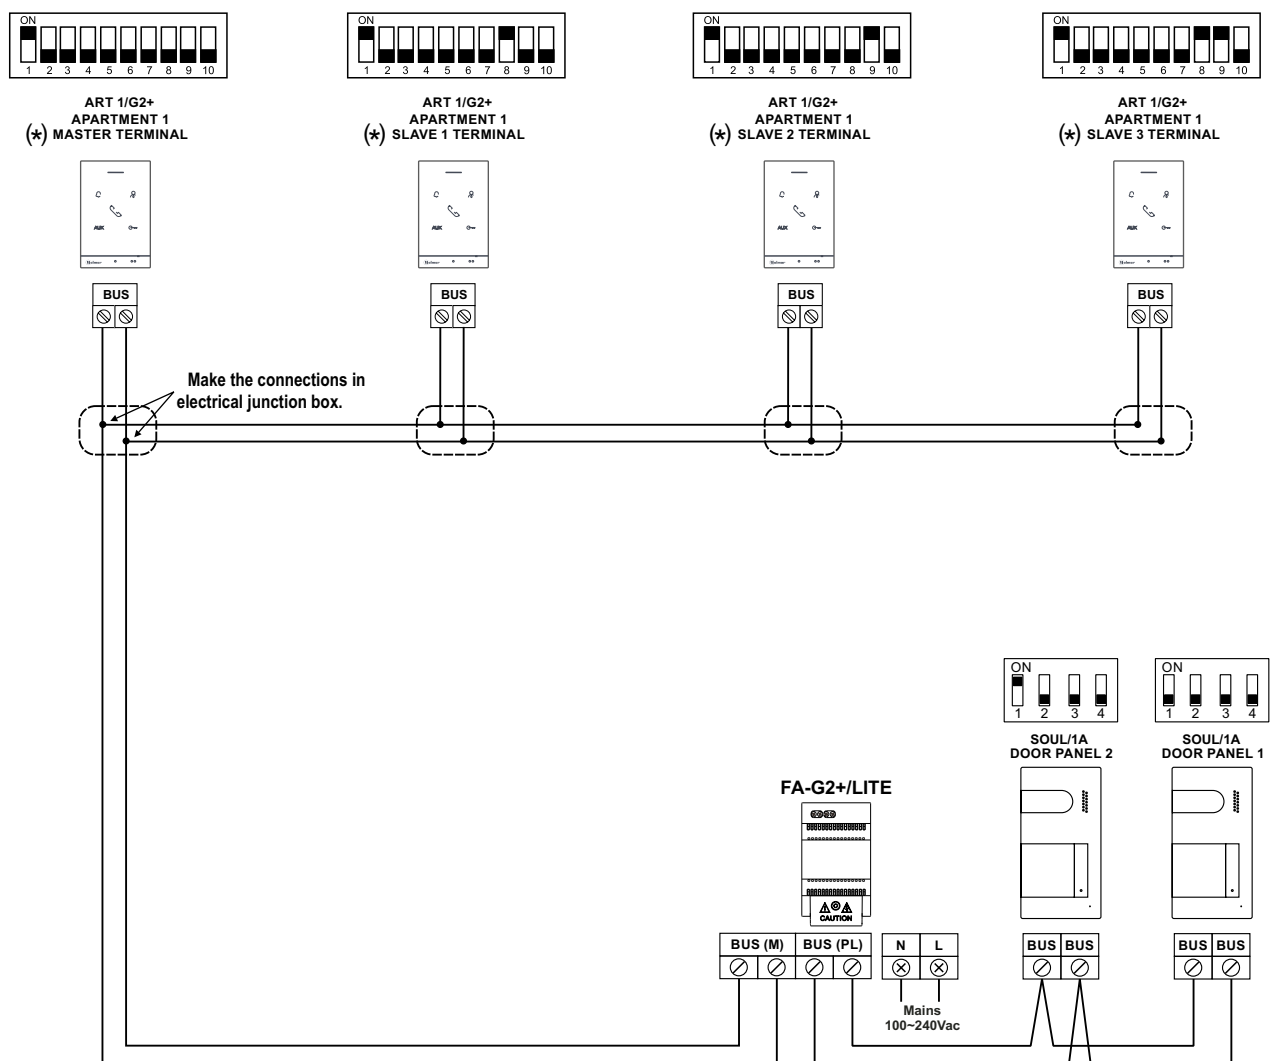 ON
1 2 3 4 5 6 7 8 9 10
ART 1/G2+
APARTMENT 1
(*) MASTER TERMINAL
AUX
BUS
ON
1 2 3 4 5 6 7 8 9 10
ART 1/G2+
APARTMENT 1
(*) SLAVE 1 TERMINAL
AUX
BUS
ON
1 2 3 4 5 6 7 8 9 10
ART 1/G2+
APARTMENT 1
(*) SLAVE 2 TERMINAL
AUX
BUS
ON
1 2 3 4 5 6 7 8 9 10
ART 1/G2+
APARTMENT 1
(*) SLAVE 3 TERMINAL
AUX
BUS
Make the connections in
electrical junction box.
ON
1 2 3 4
SOUL/1A
DOOR PANEL 2
ON
1 2 3 4
SOUL/1A
DOOR PANEL 1
FA-G2+/LITE
CAUTION
BUS (M) BUS (PL) N L
Mains
100~240Vac
BUS BUS
BUS BUS